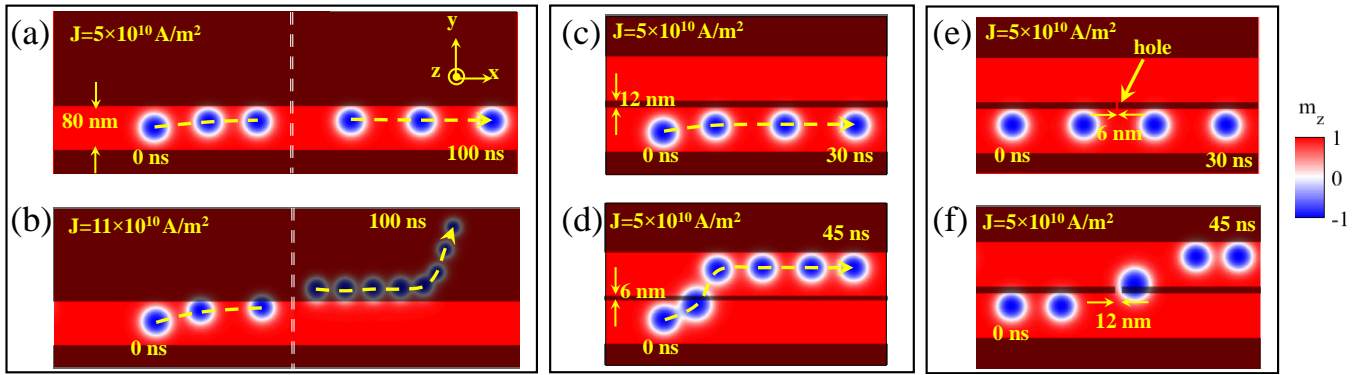 (a)
J=5×10¹⁰ A/m²
y
z
x
80 nm
0 ns
100 ns
(b)
J=11×10¹⁰ A/m²
100 ns
0 ns
(c)
J=5×10¹⁰ A/m²
12 nm
0 ns
30 ns
(d)
J=5×10¹⁰ A/m²
45 ns
6 nm
0 ns
(e)
J=5×10¹⁰ A/m²
hole
6 nm
0 ns
30 ns
(f)
J=5×10¹⁰ A/m²
45 ns
0 ns
12 nm
m_z
1
0
-1